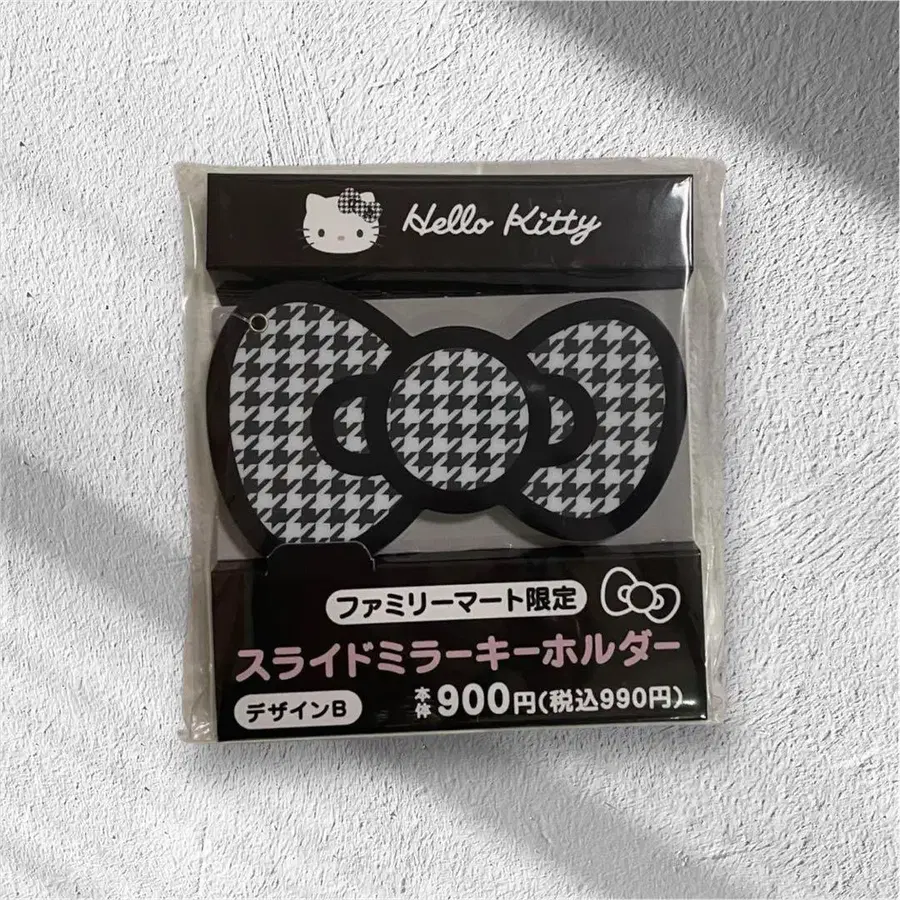 Hello Kitty
ファミリーマート限定
スライドミラーキーホルダー
デザインB 本体900円(税込990円)